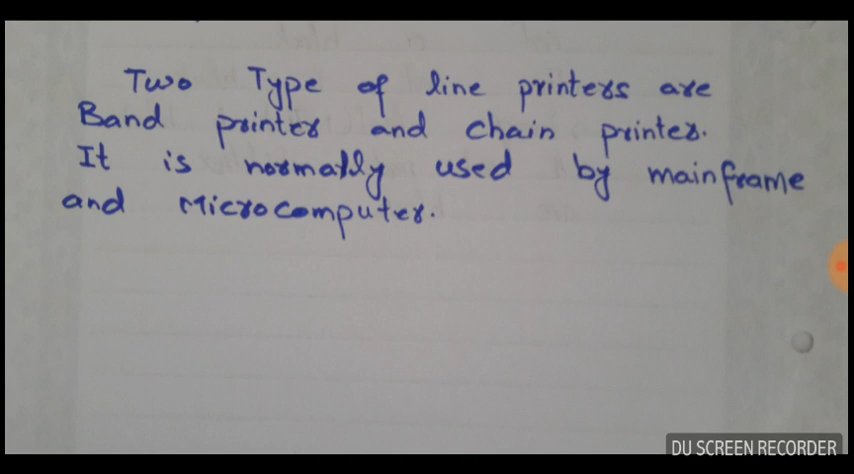 Two Type of line printers are
Band printer and chain printer.
It is normally used by mainframe
and Microcomputer.
DU SCREEN RECORDER